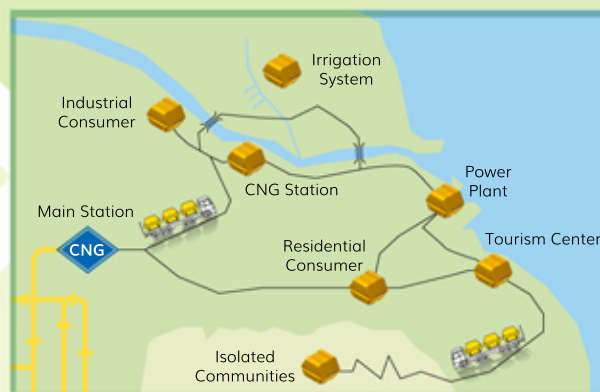 Irrigation
System
Industrial
Consumer
CNG Station
Power
Plant
Main Station
CNG
Residential
Consumer
Tourism Center
Isolated
Communities